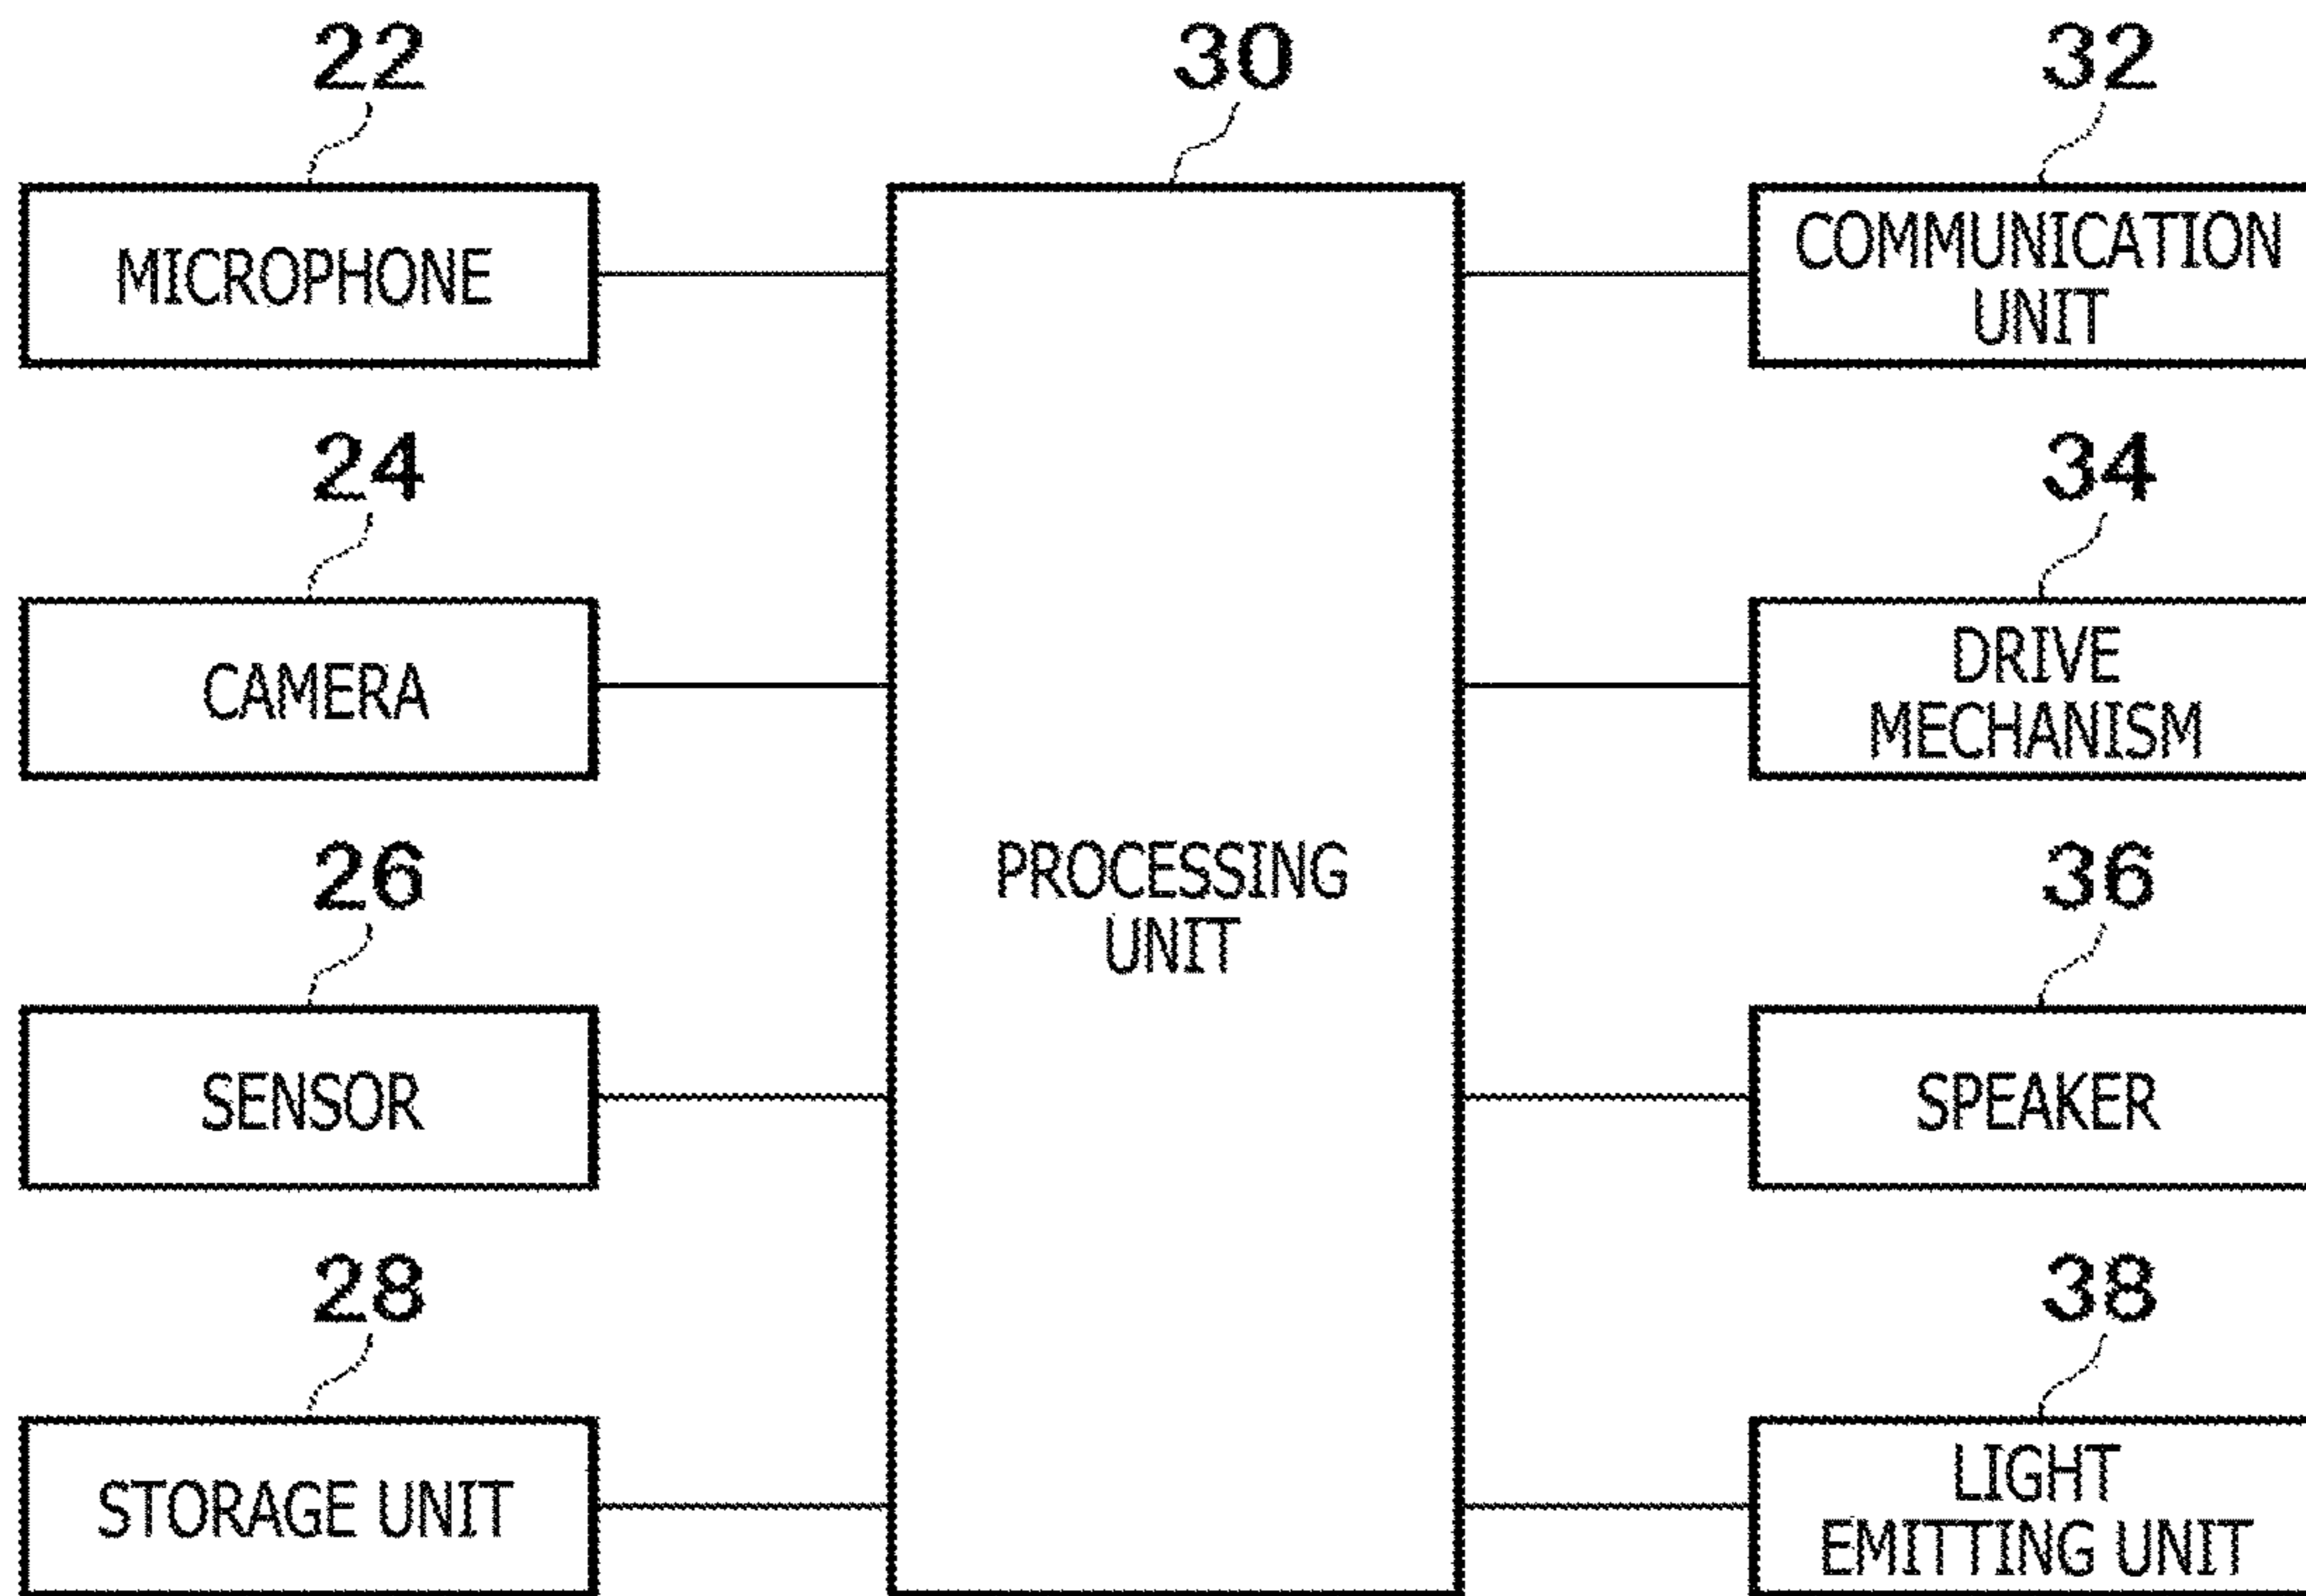 22
30
32
MICROPHONE
COMMUNICATION
UNIT
24
34
CAMERA
DRIVE
MECHANISM
26
36
PROCESSING
UNIT
SENSOR
SPEAKER
28
38
STORAGE UNIT
LIGHT
EMITTING UNIT